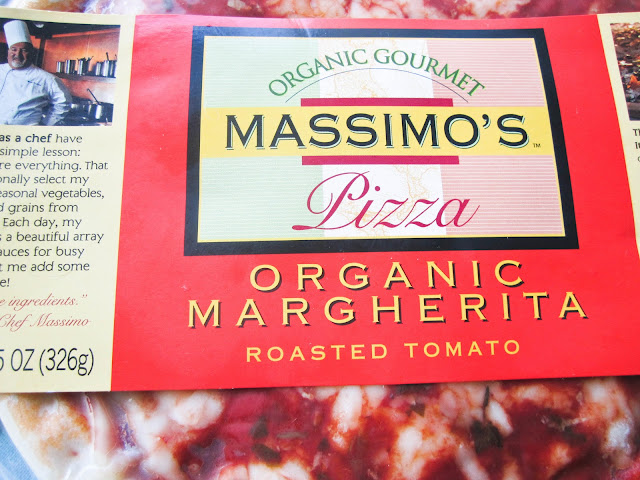 as a chef have
simple lesson:
re everything. That
onally select my
easonal vegetables,
d grains from
Each day, my
s a beautiful array
auces for busy
t me add some
e!
e ingredients."
Chef Massimo
5 OZ (326g)
ORGANIC GOURMET
MASSIMO'S™
Pizza
ORGANIC
MARGHERITA
ROASTED TOMATO